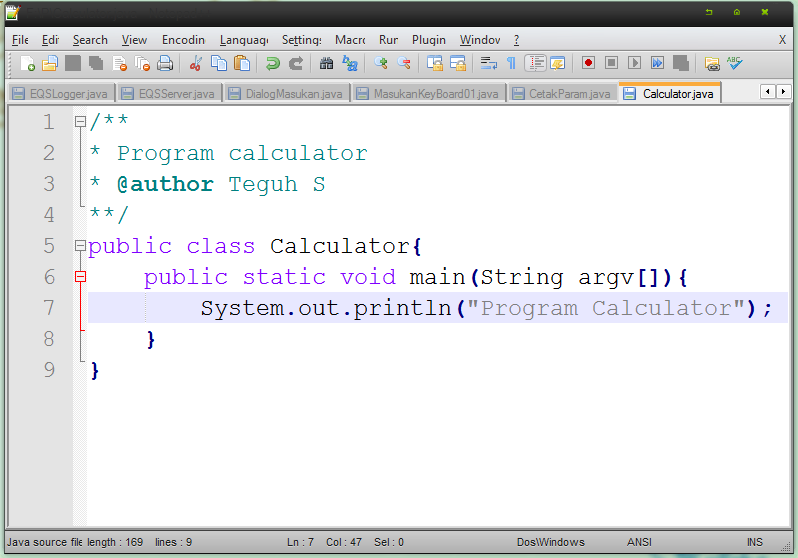 File Edit Search View Encodin Language Settings Macro Run Plugin Window ? X
EQSLogger.java EQSServer.java DialogMasukan.java MasukanKeyBoard01.java CetakParam.java Calculator.java
1 /**
2 * Program calculator
3 * @author Teguh S
4 **/
5 public class Calculator{
6 public static void main(String argv[]){
7 System.out.println("Program Calculator");
8 }
9 }
Java source file length : 169 lines : 9 Ln : 7 Col : 47 Sel : 0 Dos\Windows ANSI INS